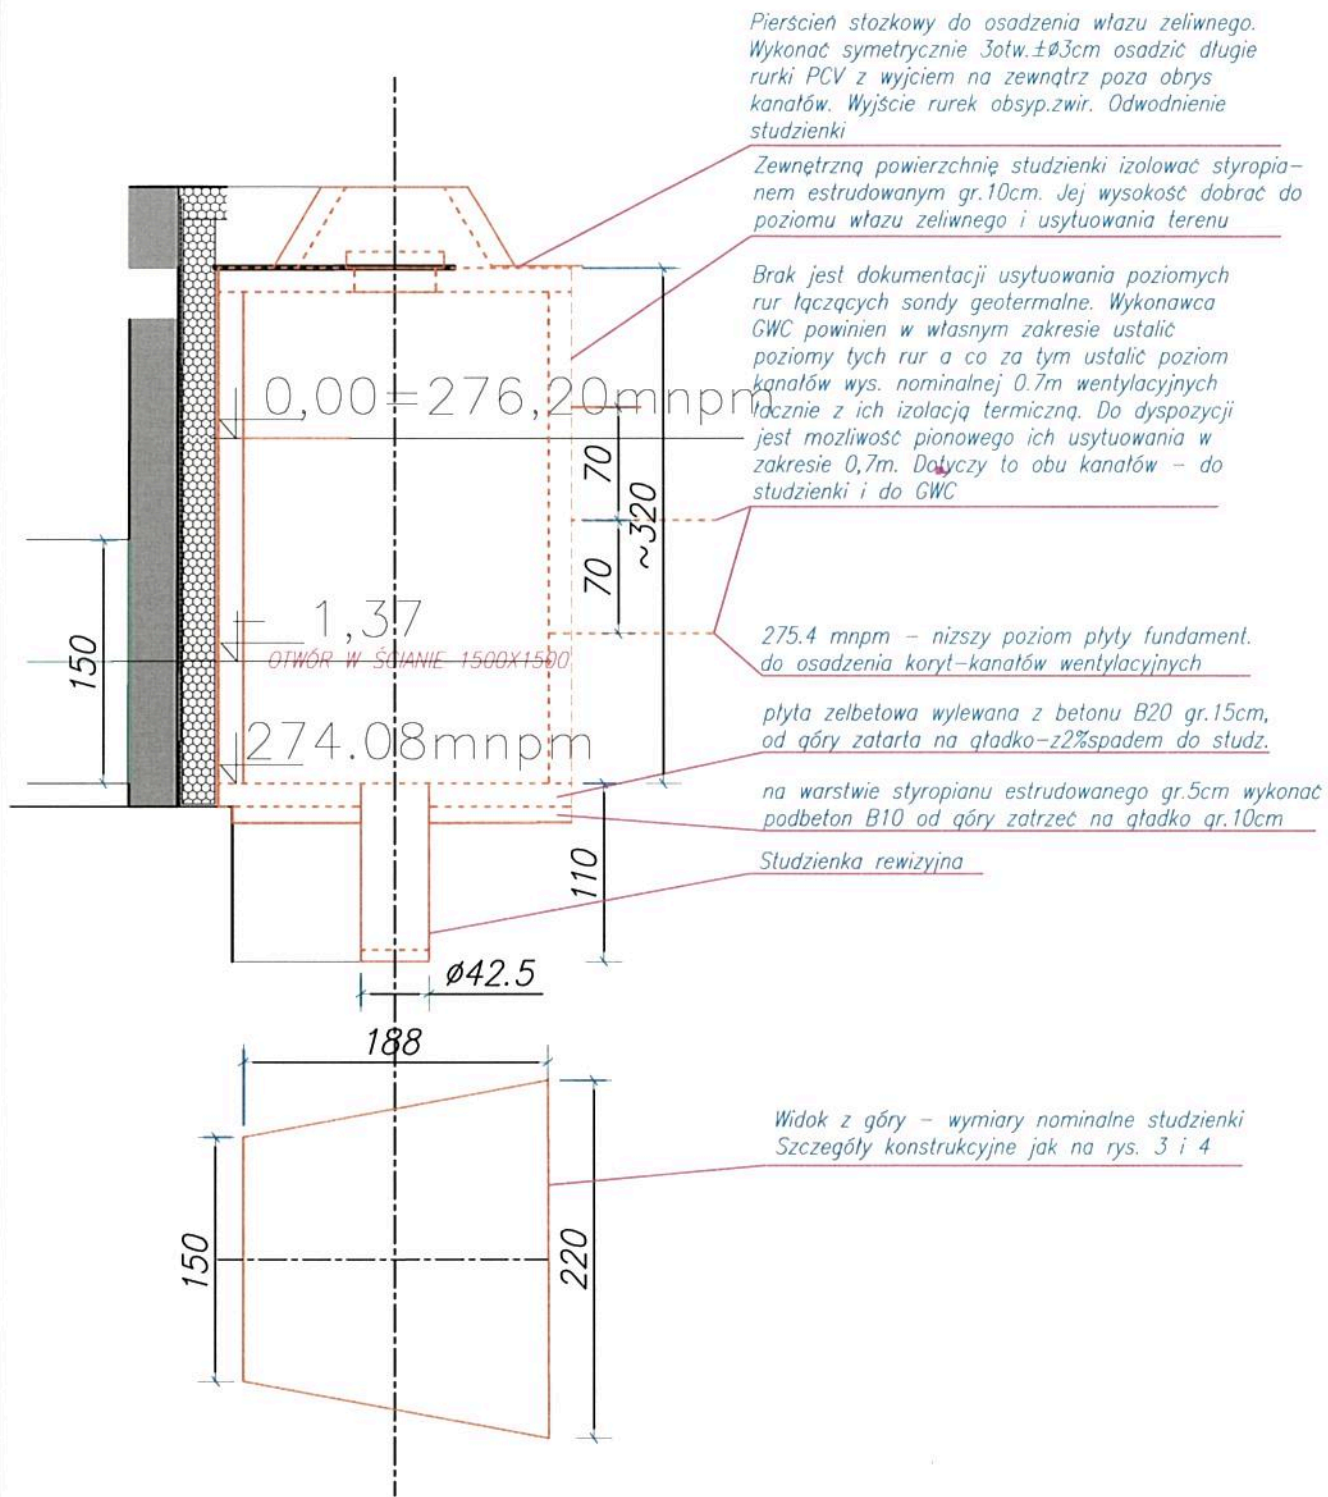 Pierścień stozkowy do osadzenia włazu zeliwnego.
Wykonać symetrycznie 3otw.±ø3cm osadzić długie
rurki PCV z wyjciem na zewnątrz poza obrys
kanałów. Wyjście rurek obsyp.zwir. Odwodnienie
studzienki
Zewnętrzną powierzchnię studzienki izolować styropia-
nem estrudowanym gr.10cm. Jej wysokość dobrać do
poziomu włazu zeliwnego i usytuowania terenu
Brak jest dokumentacji usytuowania poziomych
rur łączących sondy geotermalne. Wykonawca
GWC powinien w własnym zakresie ustalić
poziomy tych rur a co za tym ustalić poziom
kanałów wys. nominalnej 0.7m wentylacyjnych
łacznie z ich izolacją termiczną. Do dyspozycji
jest mozliwość pionowego ich usytuowania w
zakresie 0,7m. Dotyczy to obu kanałów - do
studzienki i do GWC
0,00=276,20mnpm
70
~320
70
- 1,37
OTWÓR W ŚCIANIE 1500X1500
150
275.4 mnpm - nizszy poziom płyty fundament.
do osadzenia koryt-kanałów wentylacyjnych
274.08mnpm
płyta zelbetowa wylewana z betonu B20 gr.15cm,
od góry zatarta na gładko-z2%spadem do studz.
na warstwie styropianu estrudowanego gr.5cm wykonać
podbeton B10 od góry zatrzeć na gładko gr.10cm
Studzienka rewizyjna
110
ø42.5
188
Widok z góry - wymiary nominalne studzienki
Szczegóły konstrukcyjne jak na rys. 3 i 4
150
220